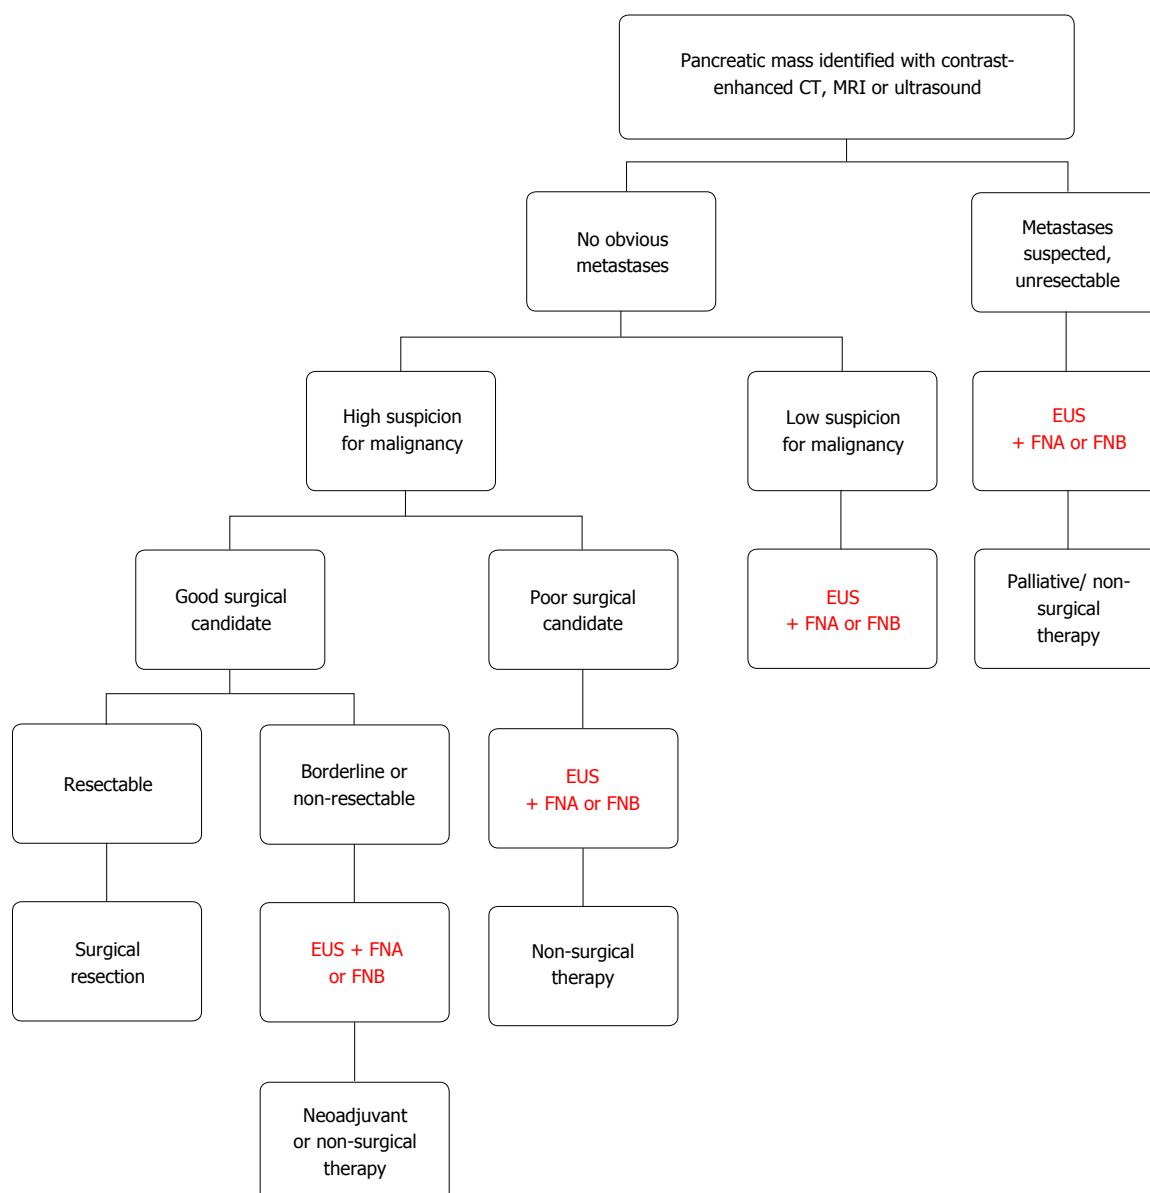 Pancreatic mass identified with contrast-
enhanced CT, MRI or ultrasound
No obvious
metastases
Metastases
suspected,
unresectable
High suspicion
for malignancy
Low suspicion
for malignancy
EUS
+ FNA or FNB
Good surgical
candidate
Poor surgical
candidate
EUS
+ FNA or FNB
Palliative/ non-
surgical
therapy
Resectable
Borderline or
non-resectable
EUS
+ FNA or FNB
Surgical
resection
EUS + FNA
or FNB
Non-surgical
therapy
Neoadjuvant
or non-surgical
therapy